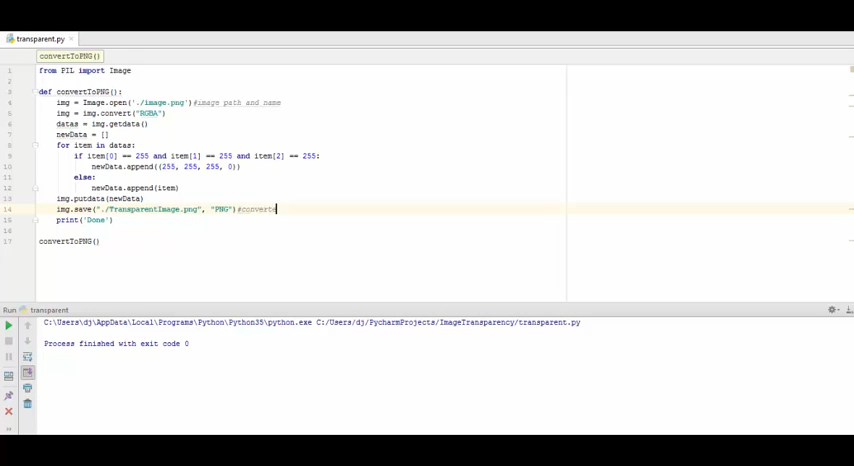 transparent.py
convertToPNG()
1 from PIL import Image
2
3 def convertToPNG():
4 img = Image.open('./image.png')#image path and name
5 img = img.convert("RGBA")
6 datas = img.getdata()
7 newData = []
8 for item in datas:
9 if item[0] == 255 and item[1] == 255 and item[2] == 255:
10 newData.append((255, 255, 255, 0))
11 else:
12 newData.append(item)
13 img.putdata(newData)
14 img.save("./TransparentImage.png", "PNG")#converte
15 print('Done')
16
17 convertToPNG()
Run transparent
C:\Users\dj\AppData\Local\Programs\Python\Python35\python.exe C:/Users/dj/PycharmProjects/ImageTransparency/transparent.py
Process finished with exit code 0